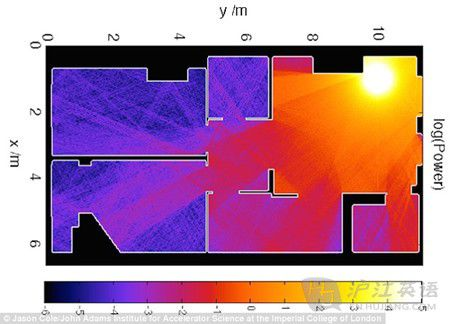 y /m
0 2 4 6 8 10
0
2
4
6
x /m
log(Power)
-6 -5 -4 -3 -2 -1 0 1 2 3 4 5
沪江英语
© Jason Cole/John Adams Institute for Accelerator Science at the Imperial College of London